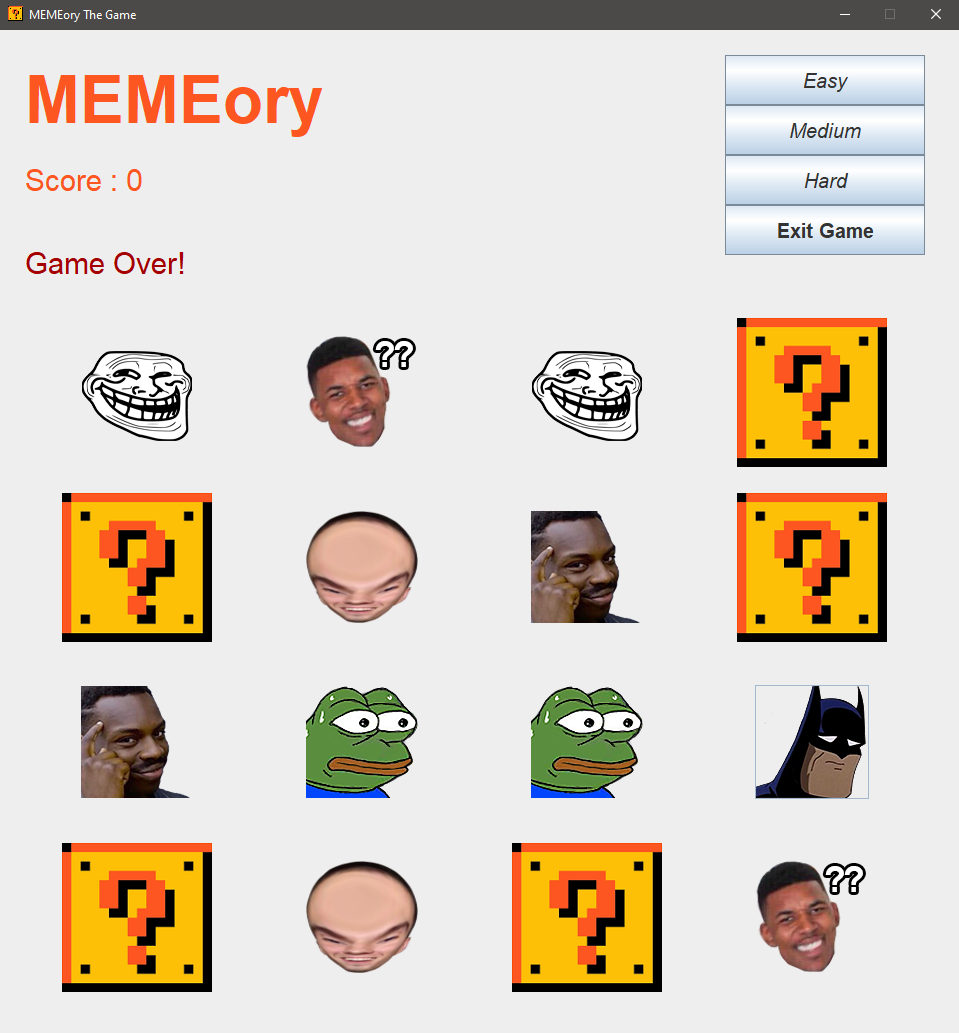 MEMEory The Game
MEMEory
Score : 0
Game Over!
Easy
Medium
Hard
Exit Game
??
?
?
?
?
?
??